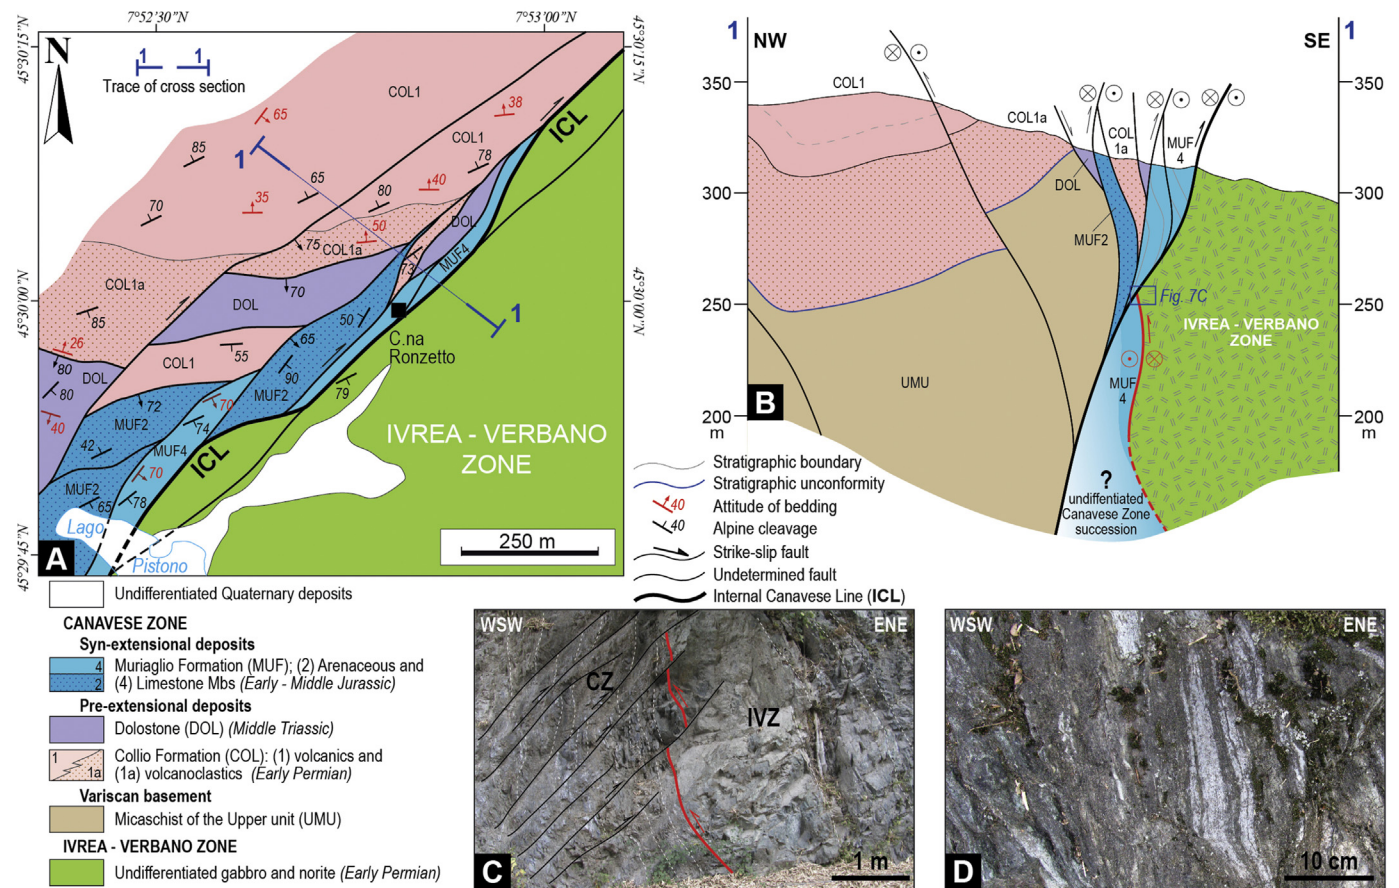 7°52'30"N
7°53'00"N
45°30'15"N
45°30'15"N
45°30'00"N
45°30'00"N
45°29'45"N
N
1 1
Trace of cross section
COL1
65
38
ICL
85
1
COL1
78
65
40
80
35
70
50
DOL
75
COL1a
73
MUF4
COL1a
DOL
70
85
50
1
C.na
Ronzetto
26
80
65
COL1
55
DOL
80
90
MUF2
79
72
70
40
MUF2
74
42
MUF4
ICL
70
MUF2
65
78
IVREA - VERBANO
ZONE
Lago
Pistono
250 m
A
1
NW
SE
1
350
350
COL1
COL1a
COL
1a
MUF
4
300
300
DOL
MUF2
250
250
Fig. 7C
IVREA - VERBANO
ZONE
UMU
MUF
4
200
m
200
m
B
?
undiffentiated
Canavese Zone
succession
Stratigraphic boundary
Stratigraphic unconformity
40 Attitude of bedding
40 Alpine cleavage
Strike-slip fault
Undetermined fault
Internal Canavese Line (ICL)
Undifferentiated Quaternary deposits
CANAVESE ZONE
Syn-extensional deposits
4 Muriaglio Formation (MUF); (2) Arenaceous and
2 (4) Limestone Mbs (Early - Middle Jurassic)
Pre-extensional deposits
Dolostone (DOL) (Middle Triassic)
1 Collio Formation (COL): (1) volcanics and
1a (1a) volcanoclastics (Early Permian)
Variscan basement
Micaschist of the Upper unit (UMU)
IVREA - VERBANO ZONE
Undifferentiated gabbro and norite (Early Permian)
WSW
ENE
CZ
IVZ
C
1 m
WSW
ENE
D
10 cm